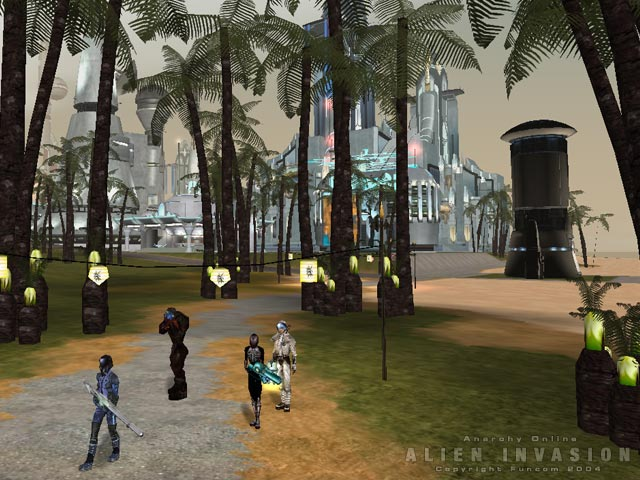 Anarchy Online
ALIEN INVASION
Copyright Funcom 2004